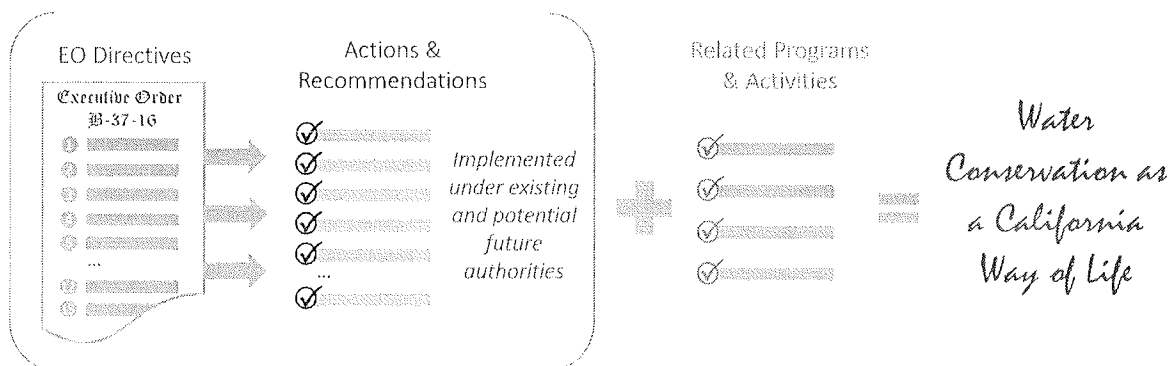 EO Directives
Executive Order
B-37-16
...
Actions &
Recommendations
...
Implemented
under existing
and potential
future
authorities
Related Programs
& Activities
Water
Conservation as
a California
Way of Life